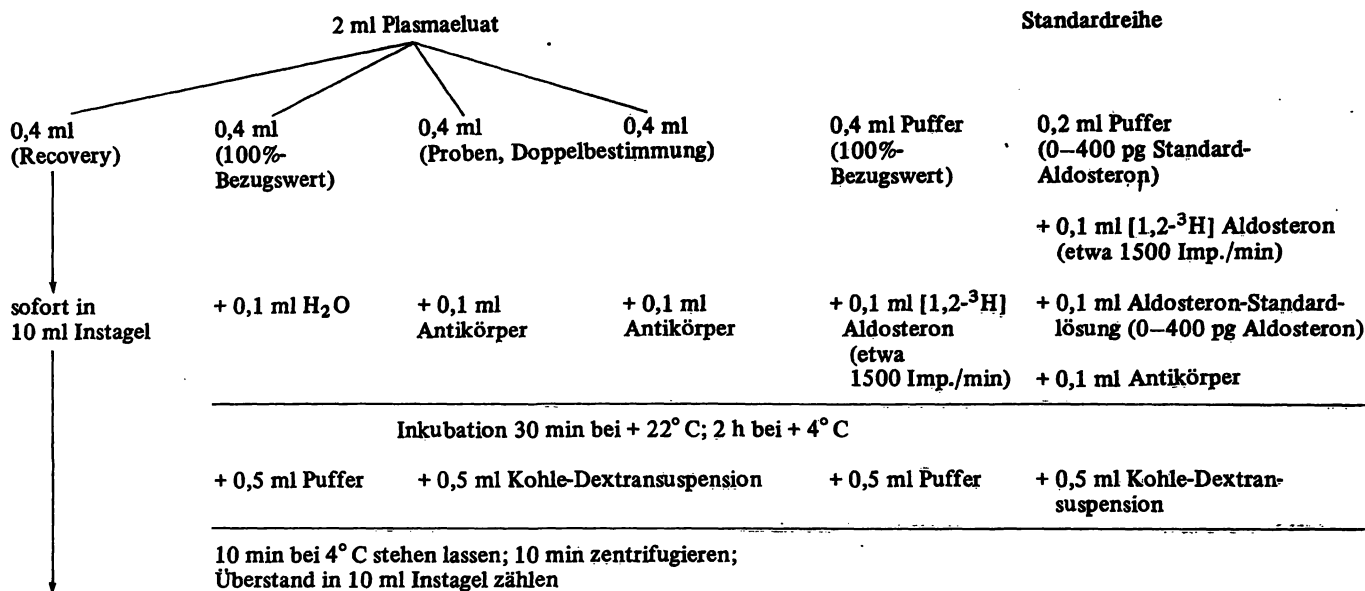 2 ml Plasmaeluat
Standardreihe
0,4 ml
(Recovery)
0,4 ml
(100%-
Bezugswert)
0,4 ml 0,4 ml
(Proben, Doppelbestimmung)
0,4 ml Puffer
(100%-
Bezugswert)
0,2 ml Puffer
(0–400 pg Standard-
Aldosteron)
+ 0,1 ml [1,2-³H] Aldosteron
(etwa 1500 Imp./min)
sofort in
10 ml Instagel
+ 0,1 ml H₂O
+ 0,1 ml
Antikörper
+ 0,1 ml
Antikörper
+ 0,1 ml [1,2-³H]
Aldosteron
(etwa
1500 Imp./min)
+ 0,1 ml Aldosteron-Standard-
lösung (0–400 pg Aldosteron)
+ 0,1 ml Antikörper
Inkubation 30 min bei + 22° C; 2 h bei + 4° C
+ 0,5 ml Puffer
+ 0,5 ml Kohle-Dextransuspension
+ 0,5 ml Puffer
+ 0,5 ml Kohle-Dextran-
suspension
10 min bei 4° C stehen lassen; 10 min zentrifugieren;
Überstand in 10 ml Instagel zählen